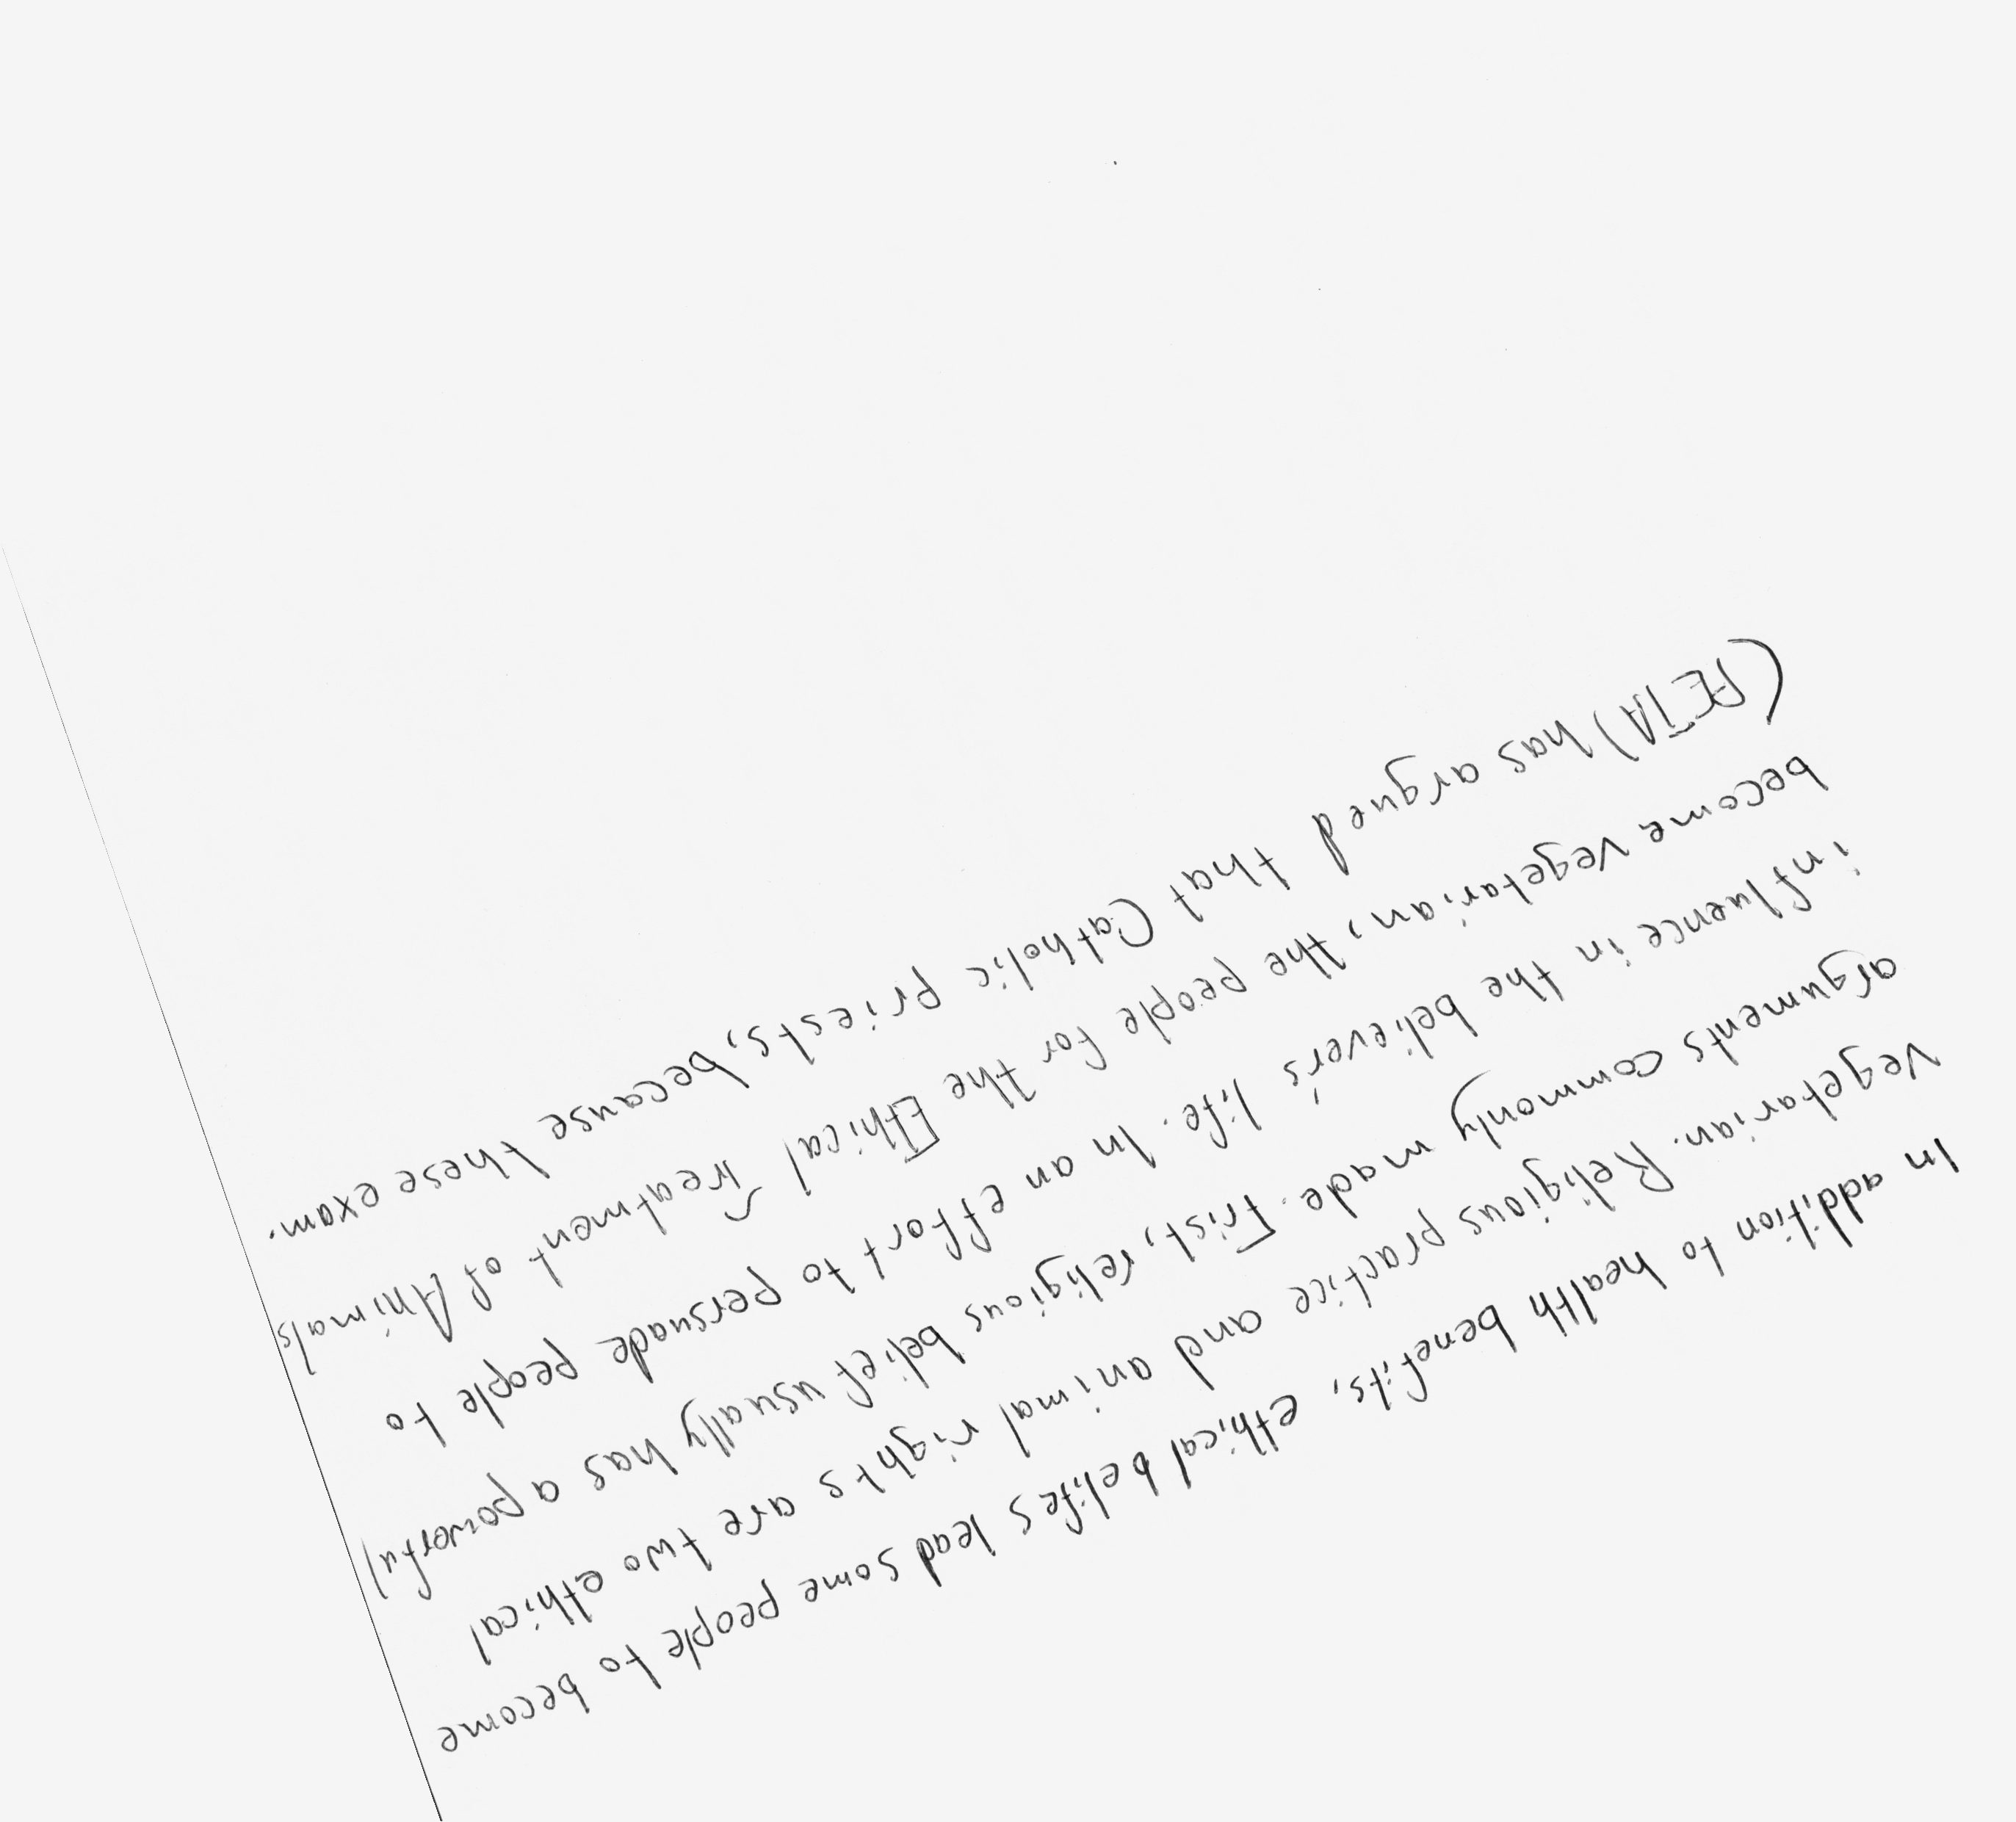 In addition to health benefits, ethical belifes lead some people to become
vegetarian. Religious practice and animal rights are two ethical
arguments commonly made. First, religious belief usually has a powerful
influence in the believers life. In an effort to persuade people to
become vegetarian, the people for the Ethical Treatment of Animals
(PETA) has argued that Catholic priests, because these exam.